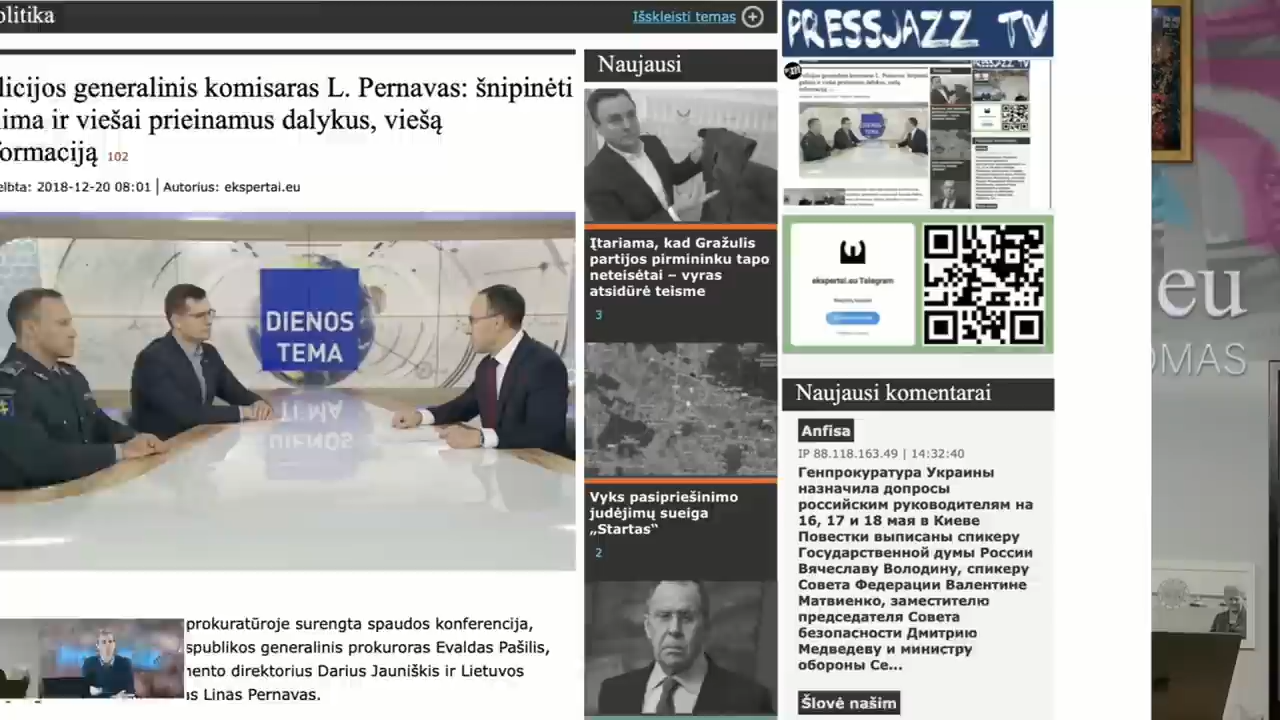 olitika
Išskleisti temas
licijos generalinis komisaras L. Pernavas: šnipinėti
ima ir viešai prieinamus dalykus, viešą
formaciją 102
elbta: 2018-12-20 08:01 | Autorius: ekspertai.eu
DIENOS
TEMA
prokuratūroje surengta spaudos konferencija,
spublikos generalinis prokuroras Evaldas Pašilis,
mento direktorius Darius Jauniškis ir Lietuvos
as Linas Pernavas.
Naujausi
Įtariama, kad Gražulis
partijos pirmininku tapo
neteisėtai – vyras
atsidūrė teisme
3
Vyks pasipriešinimo
judėjimų sueiga
„Startas“
2
PRESSJAZZ TV
DIENOS
TEMA
ekspertai.eu Telegram
Naujausi komentarai
Anfisa
IP 88.118.163.49 | 14:32:40
Генпрокуратура Украины
назначила допросы
российским руководителям на
16, 17 и 18 мая в Киеве
Повестки выписаны спикеру
Государственной думы России
Вячеславу Володину, спикеру
Совета Федерации Валентине
Матвиенко, заместителю
председателя Совета
безопасности Дмитрию
Медведеву и министру
обороны Се...
Šlovė našim
eu
OMAS